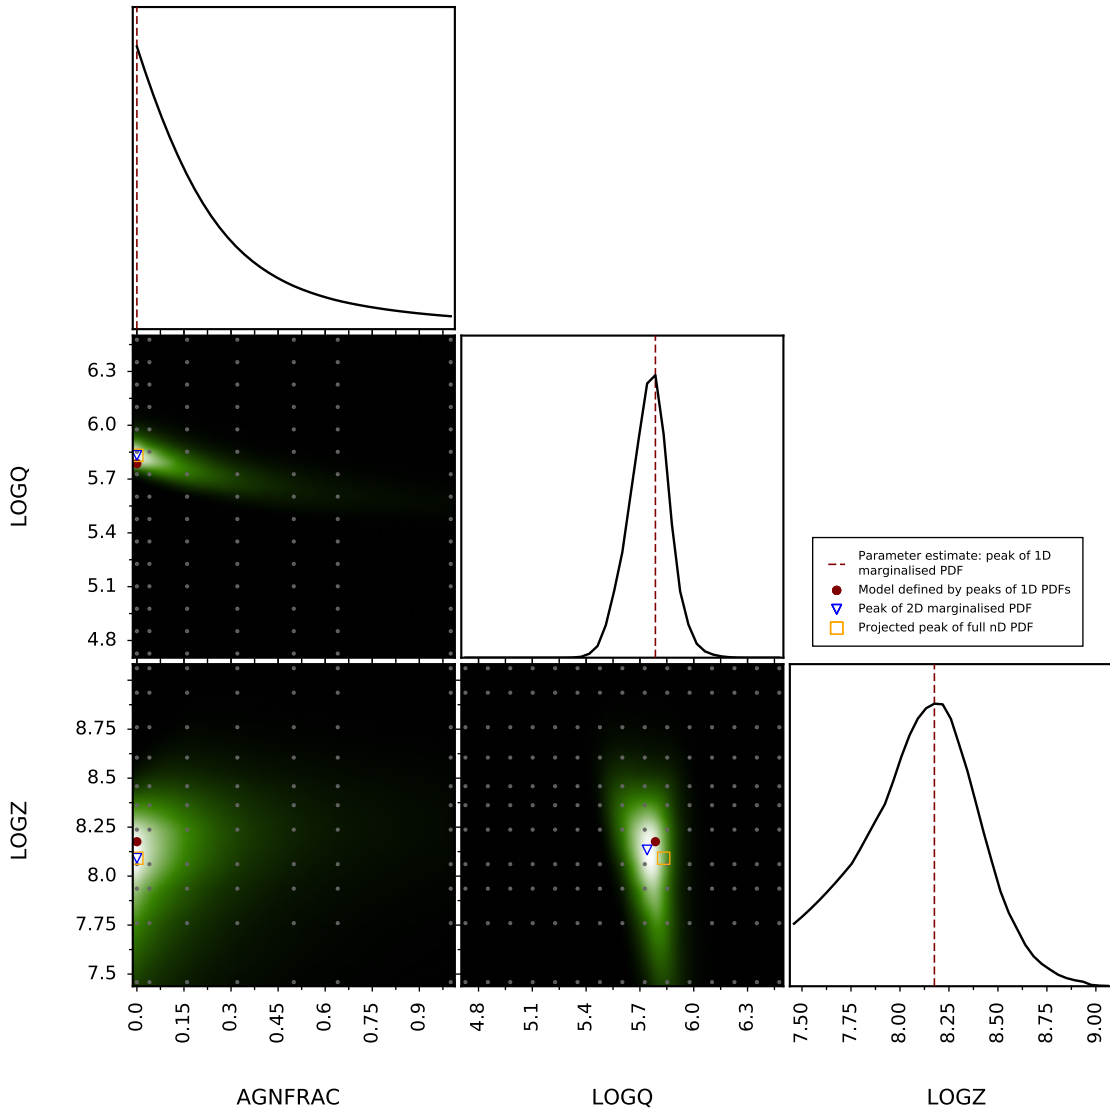 LOGQ
6.3
6.0
5.7
5.4
5.1
4.8
Parameter estimate: peak of 1D
marginalised PDF
Model defined by peaks of 1D PDFs
Peak of 2D marginalised PDF
Projected peak of full nD PDF
LOGZ
8.75
8.5
8.25
8.0
7.75
7.5
0.0 0.15 0.3 0.45 0.6 0.75 0.9
4.8 5.1 5.4 5.7 6.0 6.3
7.50 7.75 8.00 8.25 8.50 8.75 9.00
AGNFRAC LOGQ LOGZ